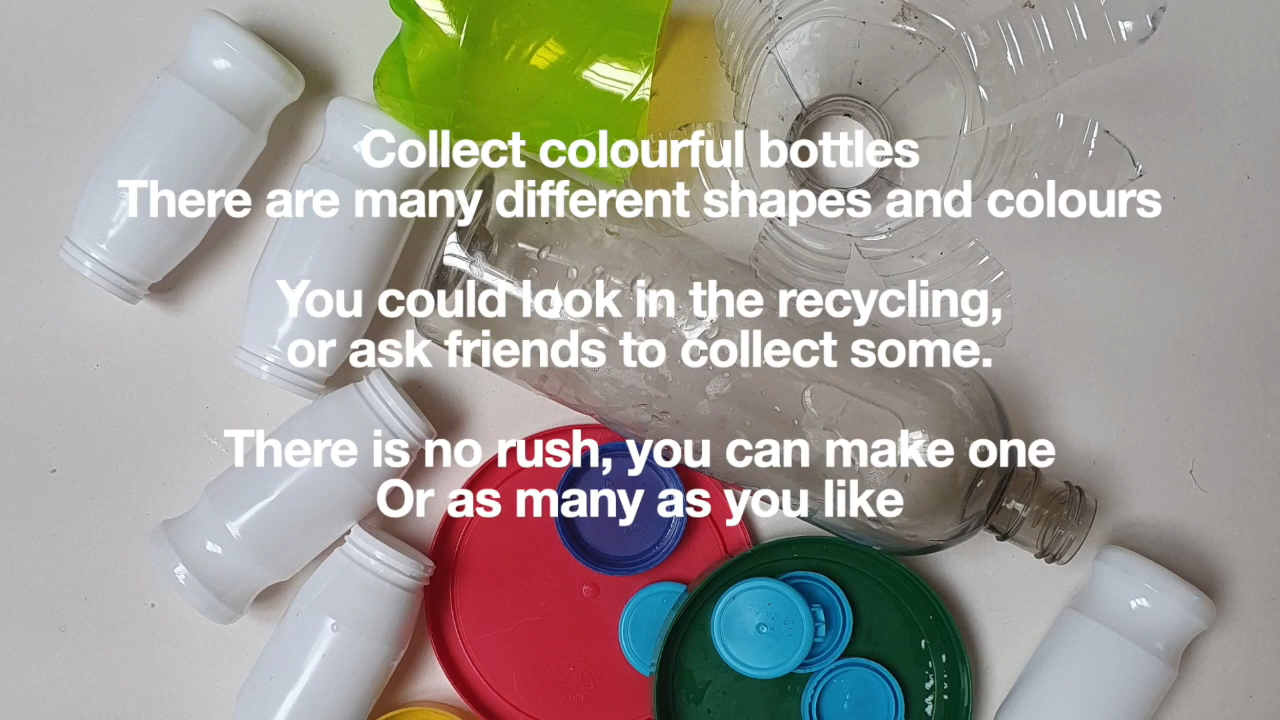 Collect colourful bottles
There are many different shapes and colours
You could look in the recycling,
or ask friends to collect some.
There is no rush, you can make one
Or as many as you like